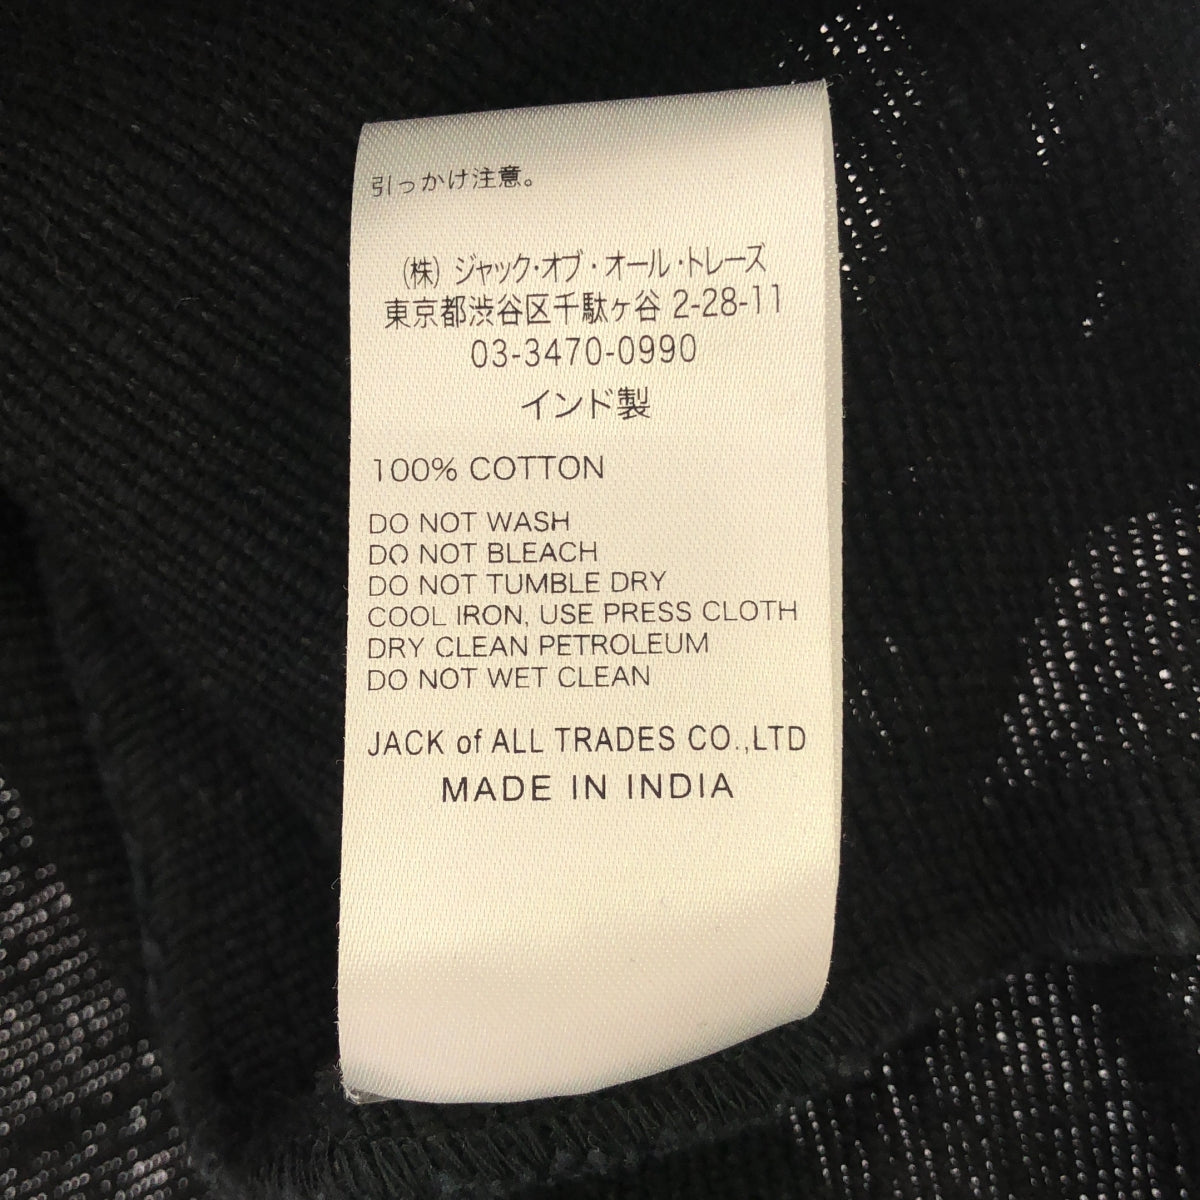 引っかけ注意。
(株) ジャック・オブ・オール・トレーズ
東京都渋谷区千駄ヶ谷 2-28-11
03-3470-0990
インド製
100% COTTON
DO NOT WASH
DO NOT BLEACH
DO NOT TUMBLE DRY
COOL IRON, USE PRESS CLOTH
DRY CLEAN PETROLEUM
DO NOT WET CLEAN
JACK of ALL TRADES CO.,LTD
MADE IN INDIA